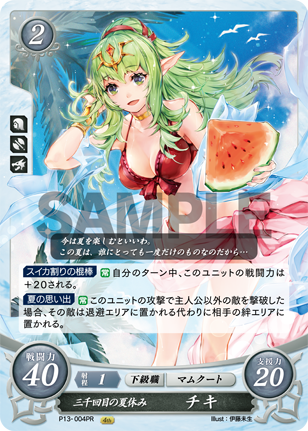 2
SAMPLE
今は夏を楽しむといいわ。
この夏は、誰にとっても一度だけのものなのだから…
スイカ割りの棍棒 常 自分のターン中、このユニットの戦闘力は
+20される。
夏の思い出 常 このユニットの攻撃で主人公以外の敵を撃破した
場合、その敵は退避エリアに置かれる代わりに相手の絆エリアに
置かれる。
戦闘力 40
射程 1 下級職 マムクート
支援力 20
三千回目の夏休み チキ
P13-004PR 4th Illust:伊藤未生